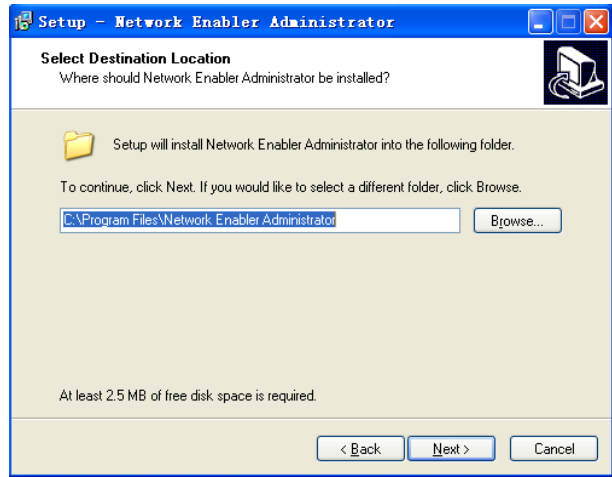 Setup - Network Enabler Administrator
Select Destination Location
Where should Network Enabler Administrator be installed?
Setup will install Network Enabler Administrator into the following folder.
To continue, click Next. If you would like to select a different folder, click Browse.
C:\Program Files\Network Enabler Administrator
Browse...
At least 2.5 MB of free disk space is required.
< Back
Next >
Cancel